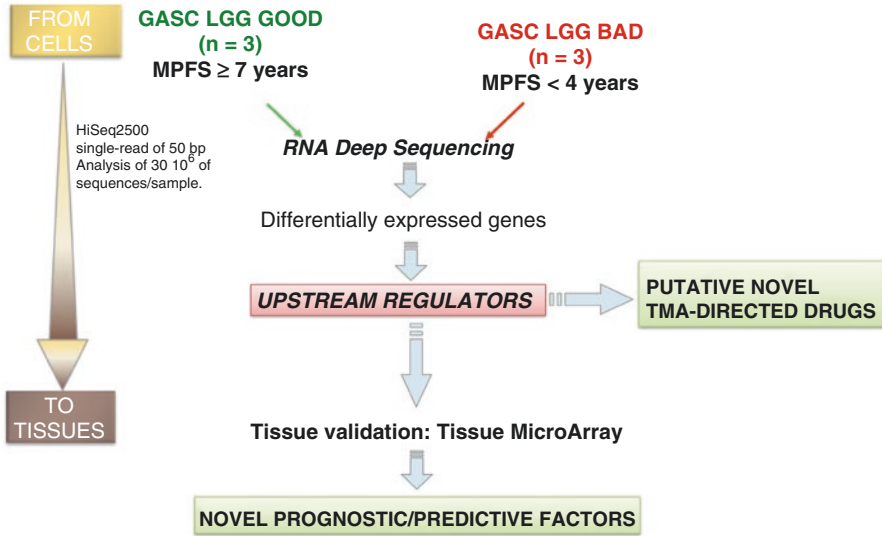 FROM
CELLS
GASC LGG GOOD
(n = 3)
MPFS ≥ 7 years
GASC LGG BAD
(n = 3)
MPFS < 4 years
HiSeq2500
single-read of 50 bp
Analysis of 30 10⁶ of
sequences/sample.
RNA Deep Sequencing
Differentially expressed genes
UPSTREAM REGULATORS
PUTATIVE NOVEL
TMA-DIRECTED DRUGS
TO
TISSUES
Tissue validation: Tissue MicroArray
NOVEL PROGNOSTIC/PREDICTIVE FACTORS